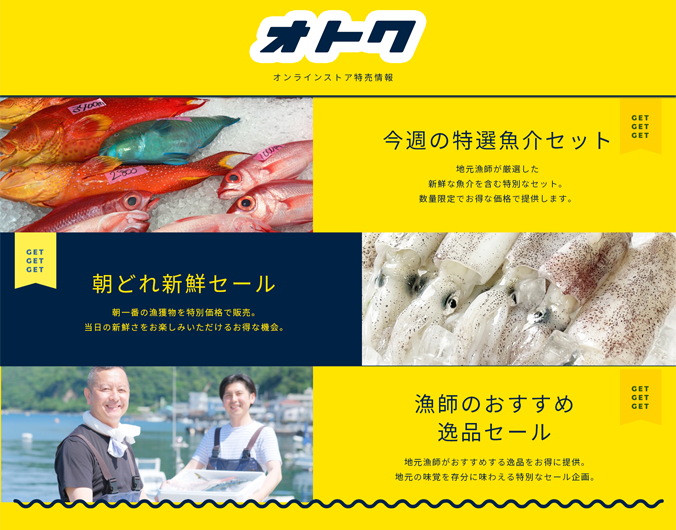 オトク
オンラインストア特売情報
3,100円
2,800
今週の特選魚介セット
地元漁師が厳選した
新鮮な魚介を含む特別なセット。
数量限定でお得な価格で提供します。
GET
GET
GET
GET
GET
GET
朝どれ新鮮セール
朝一番の漁獲物を特別価格で販売。
当日の新鮮さをお楽しみいただけるお得な機会。
漁師のおすすめ
逸品セール
地元漁師がおすすめする逸品をお得に提供。
地元の味覚を存分に味わえる特別なセール企画。
GET
GET
GET